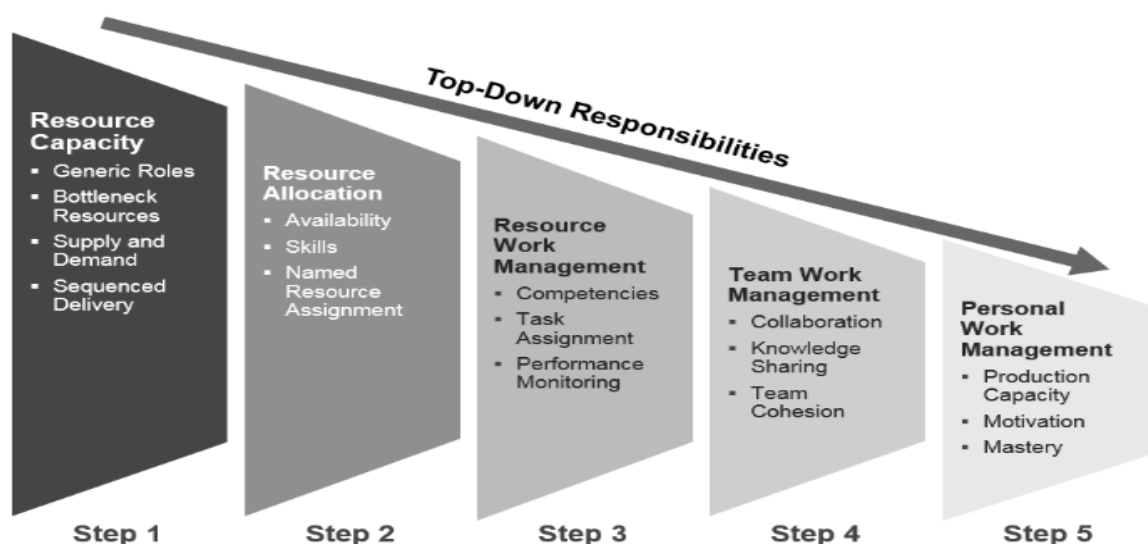 Top-Down Responsibilities
Resource
Capacity
▪ Generic Roles
▪ Bottleneck
Resources
▪ Supply and
Demand
▪ Sequenced
Delivery
Step 1
Resource
Allocation
▪ Availability
▪ Skills
▪ Named
Resource
Assignment
Step 2
Resource
Work
Management
▪ Competencies
▪ Task
Assignment
▪ Performance
Monitoring
Step 3
Team Work
Management
▪ Collaboration
▪ Knowledge
Sharing
▪ Team
Cohesion
Step 4
Personal
Work
Management
▪ Production
Capacity
▪ Motivation
▪ Mastery
Step 5